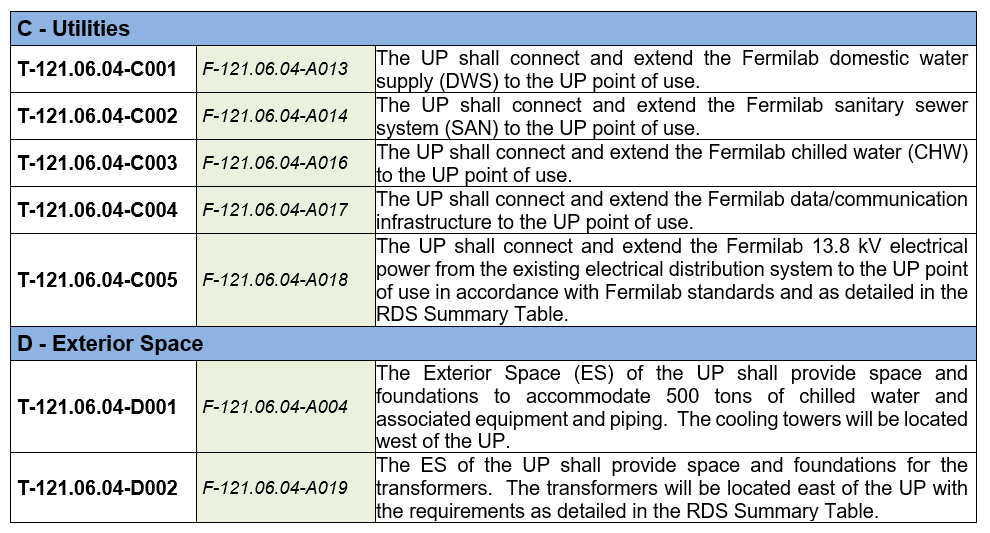 C - Utilities
T-121.06.04-C001 F-121.06.04-A013 The UP shall connect and extend the Fermilab domestic water
supply (DWS) to the UP point of use.
T-121.06.04-C002 F-121.06.04-A014 The UP shall connect and extend the Fermilab sanitary sewer
system (SAN) to the UP point of use.
T-121.06.04-C003 F-121.06.04-A016 The UP shall connect and extend the Fermilab chilled water (CHW)
to the UP point of use.
T-121.06.04-C004 F-121.06.04-A017 The UP shall connect and extend the Fermilab data/communication
infrastructure to the UP point of use.
T-121.06.04-C005 F-121.06.04-A018 The UP shall connect and extend the Fermilab 13.8 kV electrical
power from the existing electrical distribution system to the UP point
of use in accordance with Fermilab standards and as detailed in the
RDS Summary Table.
D - Exterior Space
T-121.06.04-D001 F-121.06.04-A004 The Exterior Space (ES) of the UP shall provide space and
foundations to accommodate 500 tons of chilled water and
associated equipment and piping. The cooling towers will be located
west of the UP.
T-121.06.04-D002 F-121.06.04-A019 The ES of the UP shall provide space and foundations for the
transformers. The transformers will be located east of the UP with
the requirements as detailed in the RDS Summary Table.